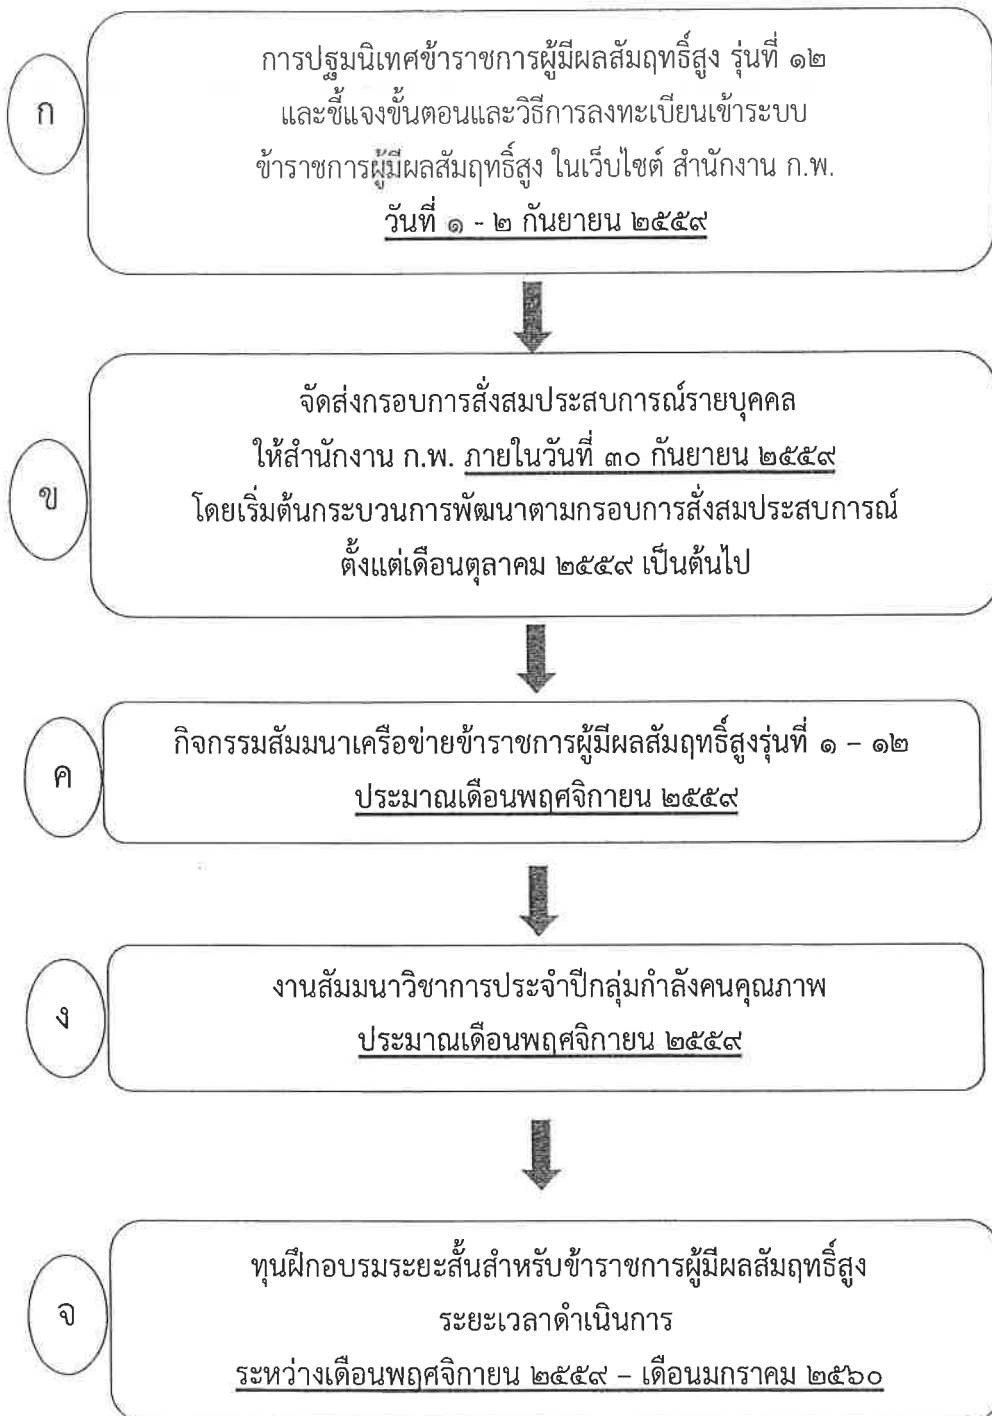 ก
การปฐมนิเทศข้าราชการผู้มีผลสัมฤทธิ์สูง รุ่นที่ ๑๒
และชี้แจงขั้นตอนและวิธีการลงทะเบียนเข้าระบบ
ข้าราชการผู้มีผลสัมฤทธิ์สูง ในเว็บไซต์ สำนักงาน ก.พ.
วันที่ ๑ - ๒ กันยายน ๒๕๕๙
ข
จัดส่งกรอบการสั่งสมประสบการณ์รายบุคคล
ให้สำนักงาน ก.พ. ภายในวันที่ ๓๐ กันยายน ๒๕๕๙
โดยเริ่มต้นกระบวนการพัฒนาตามกรอบการสั่งสมประสบการณ์
ตั้งแต่เดือนตุลาคม ๒๕๕๙ เป็นต้นไป
ค
กิจกรรมสัมมนาเครือข่ายข้าราชการผู้มีผลสัมฤทธิ์สูงรุ่นที่ ๑ – ๑๒
ประมาณเดือนพฤศจิกายน ๒๕๕๙
ง
งานสัมมนาวิชาการประจำปีกลุ่มกำลังคนคุณภาพ
ประมาณเดือนพฤศจิกายน ๒๕๕๙
จ
ทุนฝึกอบรมระยะสั้นสำหรับข้าราชการผู้มีผลสัมฤทธิ์สูง
ระยะเวลาดำเนินการ
ระหว่างเดือนพฤศจิกายน ๒๕๕๙ – เดือนมกราคม ๒๕๖๐